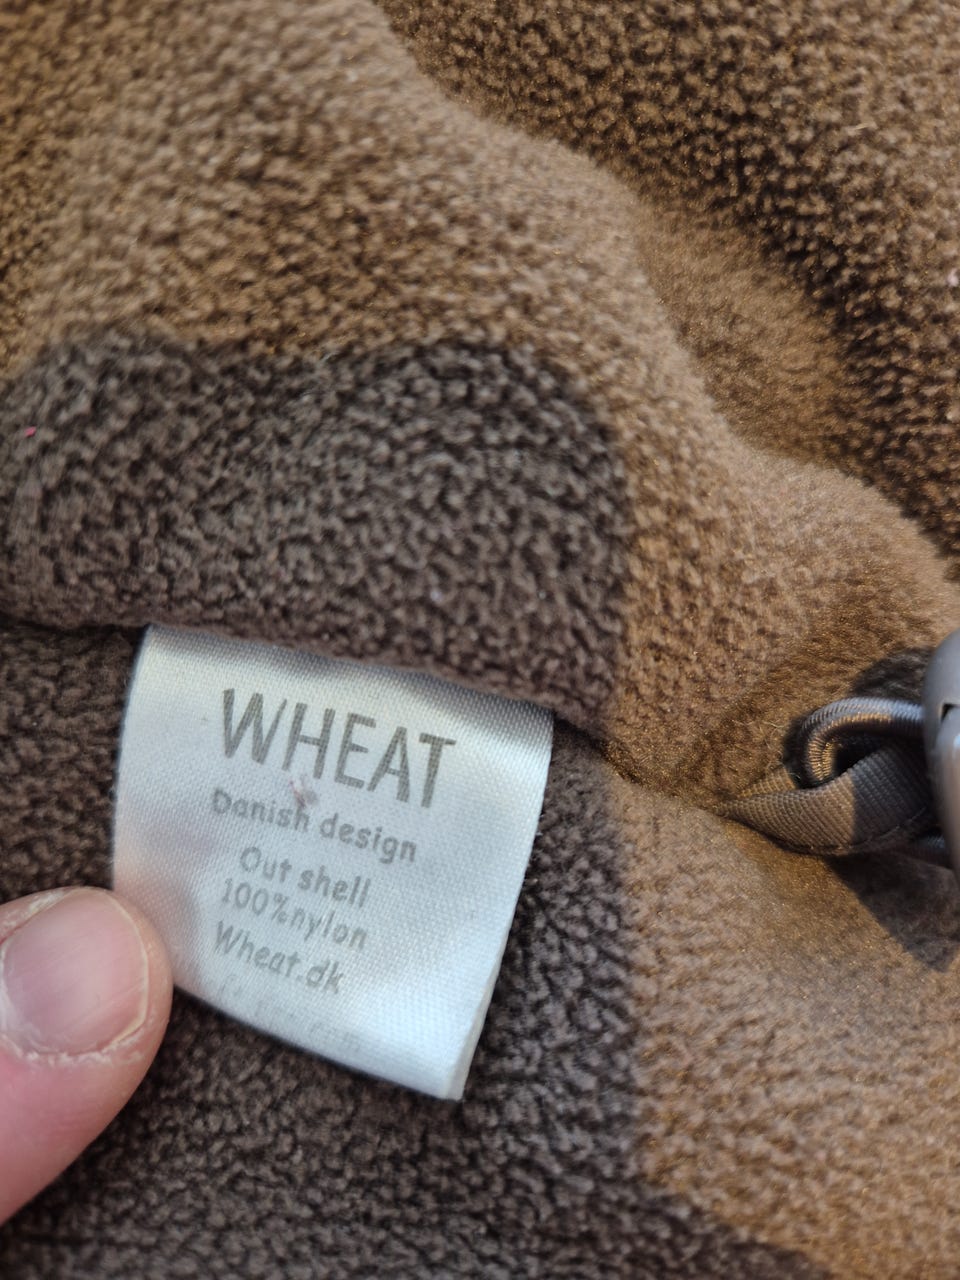 WHEAT
Danish design
Out shell
100%nylon
Wheat.dk